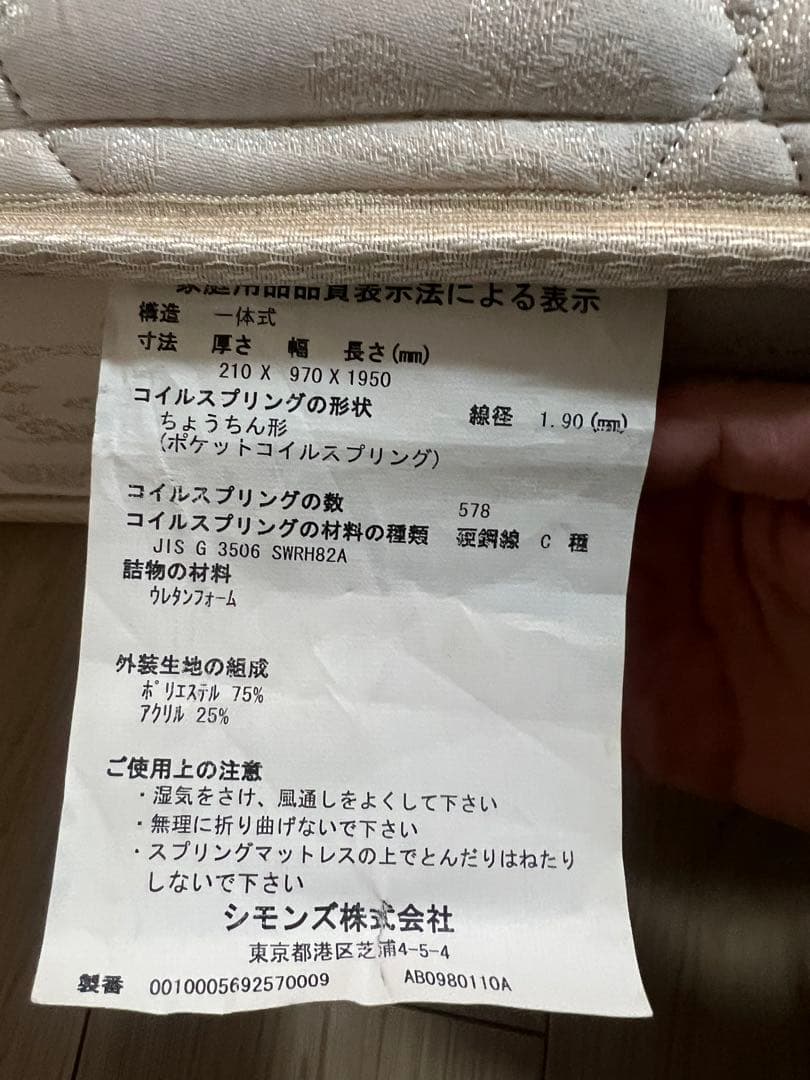 家庭用品品質表示法による表示
構造 一体式
寸法 厚さ 幅 長さ(mm)
210 X 970 X 1950
コイルスプリングの形状 線径 1.90 (mm)
ちょうちん形
(ポケットコイルスプリング)
コイルスプリングの数 578
コイルスプリングの材料の種類 硬鋼線 C 種
JIS G 3506 SWRH82A
詰物の材料
ウレタンフォーム
外装生地の組成
ポリエステル 75%
アクリル 25%
ご使用上の注意
・湿気をさけ、風通しをよくして下さい
・無理に折り曲げないで下さい
・スプリングマットレスの上でとんだりはねたり
しないで下さい
シモンズ株式会社
東京都港区芝浦4-5-4
製番 0010005692570009 AB0980110A